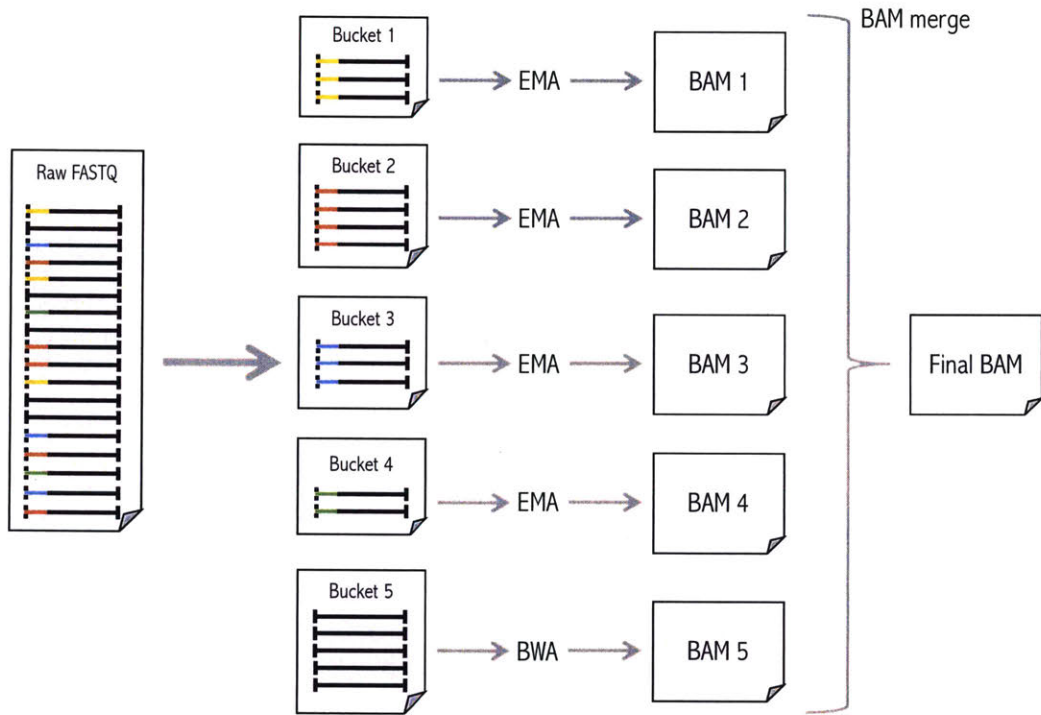 BAM merge
Raw FASTQ
Bucket 1
EMA
BAM 1
Bucket 2
EMA
BAM 2
Bucket 3
EMA
BAM 3
Bucket 4
EMA
BAM 4
Bucket 5
BWA
BAM 5
Final BAM